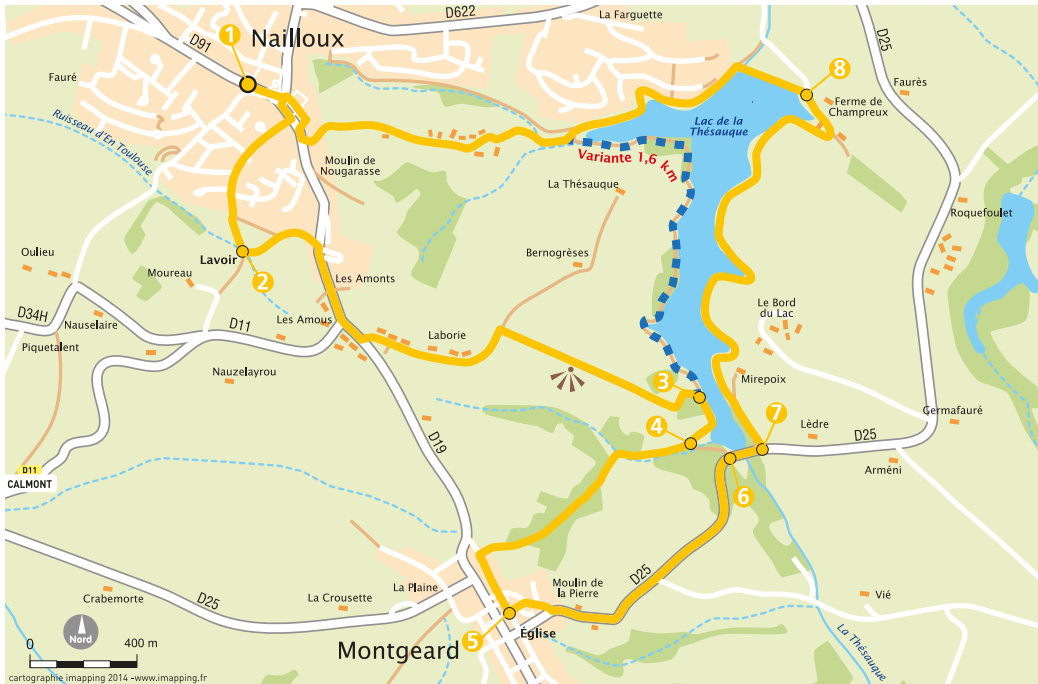 D622
La Farguette
D91
1
Nailloux
D25
8
Fauré
Faurès
Ferme de
Champreux
Ruisseau d'En Toulouse
Lac de la
Thésauque
Moulin de
Nougarasse
Variante 1,6 km
La Thésauque
Roquefoulet
Oulieu
Lavoir
Bernogrèses
Moureau
2
Les Amonts
D34H
Nauselaire
Les Amous
Le Bord
du Lac
D11
Laborie
Piquetalent
Nauzelayrou
3
Mirepoix
4
7
Lèdre
Germafauré
D25
D19
D11
CALMONT
6
Arméni
D25
La Plaine
Moulin de
la Pierre
Crabemorte
D25
La Crousette
Vié
5
Église
Montgeard
La Thésauque
Nord
0
400 m
cartographie imapping 2014 -www.imapping.fr